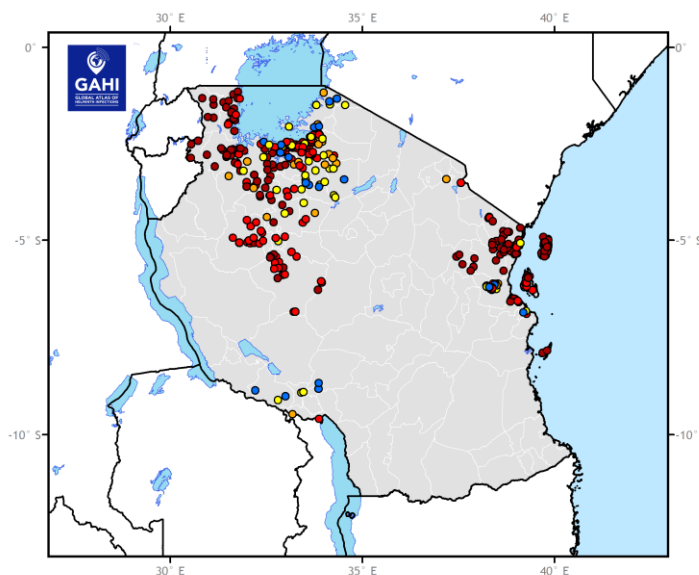 30° E 35° E 40° E
0° 0°
GAHI
GLOBAL ATLAS OF
HELMINTH INFECTIONS
-5° S -5° S
-10° S -10° S
30° E 35° E 40° E